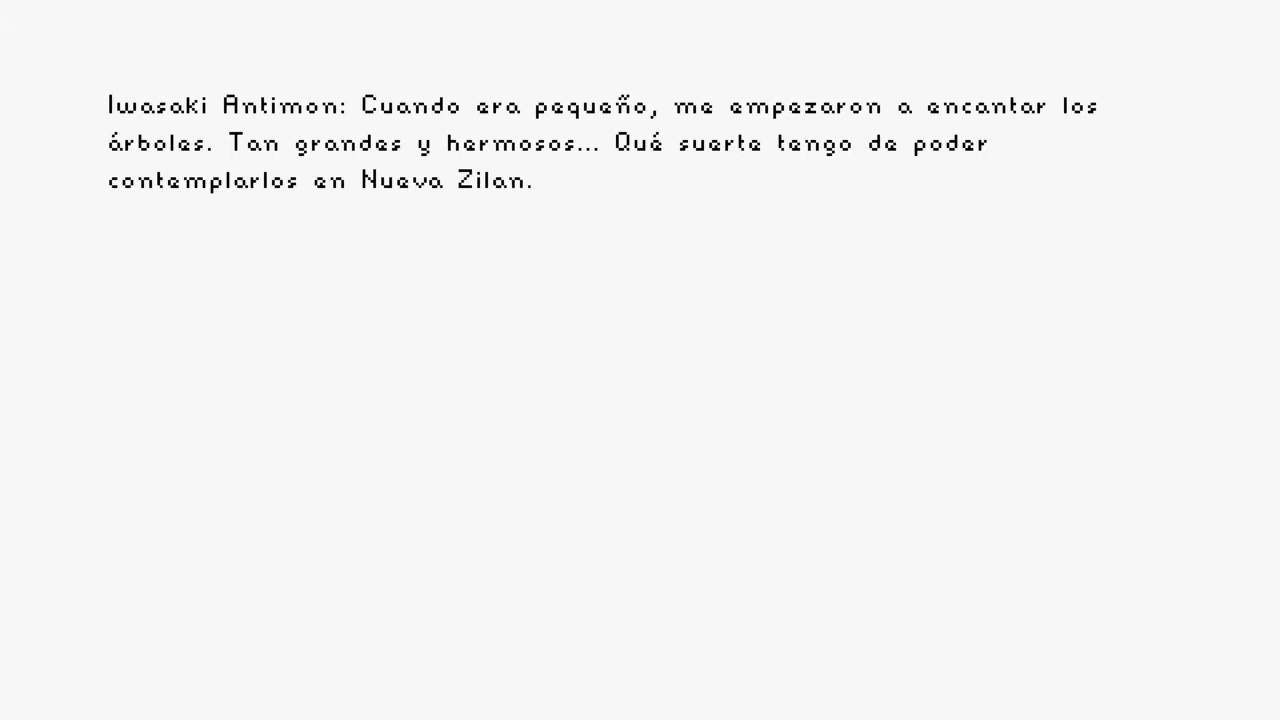 Iwasaki Antimon: Cuando era pequeño, me empezaron a encantar los
árboles. Tan grandes y hermosos... Qué suerte tengo de poder
contemplarlos en Nueva Zilan.